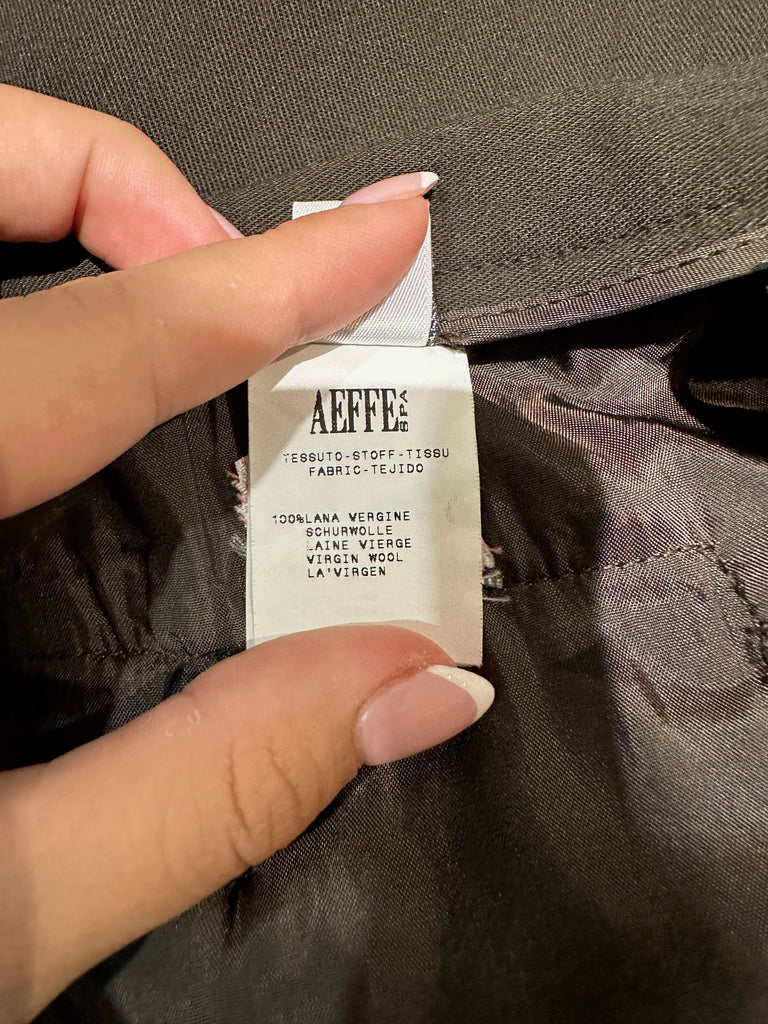 AEFFE SPA
TESSUTO-STOFF-TISSU
FABRIC-TEJIDO
100%LANA VERGINE
SCHURWOLLE
LAINE VIERGE
VIRGIN WOOL
LA'VIRGEN